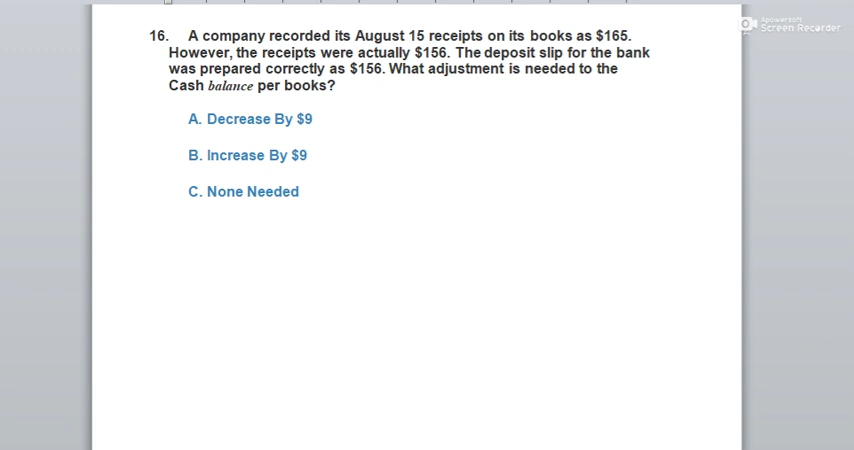 Apowersoft
Screen Recorder
16. A company recorded its August 15 receipts on its books as $165.
However, the receipts were actually $156. The deposit slip for the bank
was prepared correctly as $156. What adjustment is needed to the
Cash balance per books?
A. Decrease By $9
B. Increase By $9
C. None Needed